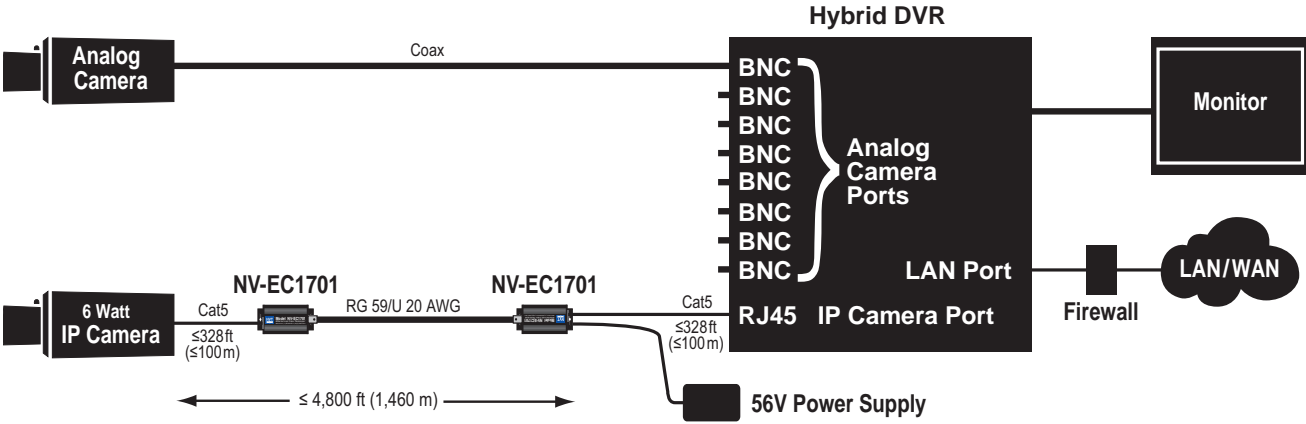 Hybrid DVR
Analog
Camera
Coax
BNC
BNC
BNC
BNC
BNC
BNC
BNC
BNC
Analog
Camera
Ports
Monitor
LAN Port
LAN/WAN
Firewall
NV-EC1701
NV-EC1701
6 Watt
IP Camera
Cat5
≤328ft
(≤100m)
RG 59/U 20 AWG
Cat5
≤328ft
(≤100m)
RJ45 IP Camera Port
≤ 4,800 ft (1,460 m)
56V Power Supply